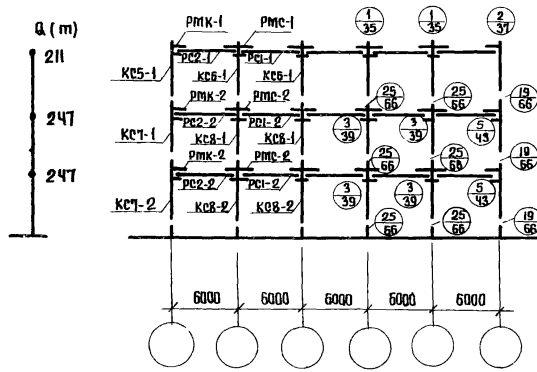 Q (т)
211
247
247
РМК-1
РМС-1
РС2-1
РС1-1
КС5-1
КС6-1
КС6-1
РМК-2
РМС-2
РС2-2
РС1-2
КС7-1
КС8-1
КС8-1
РМК-2
РМС-2
РС2-2
РС1-2
КС7-2
КС8-2
КС8-2
1
35
1
35
2
37
25
66
25
66
19
66
3
39
3
39
5
43
25
66
25
66
19
66
3
39
3
39
5
43
25
66
25
66
19
66
6000
6000
6000
6000
6000